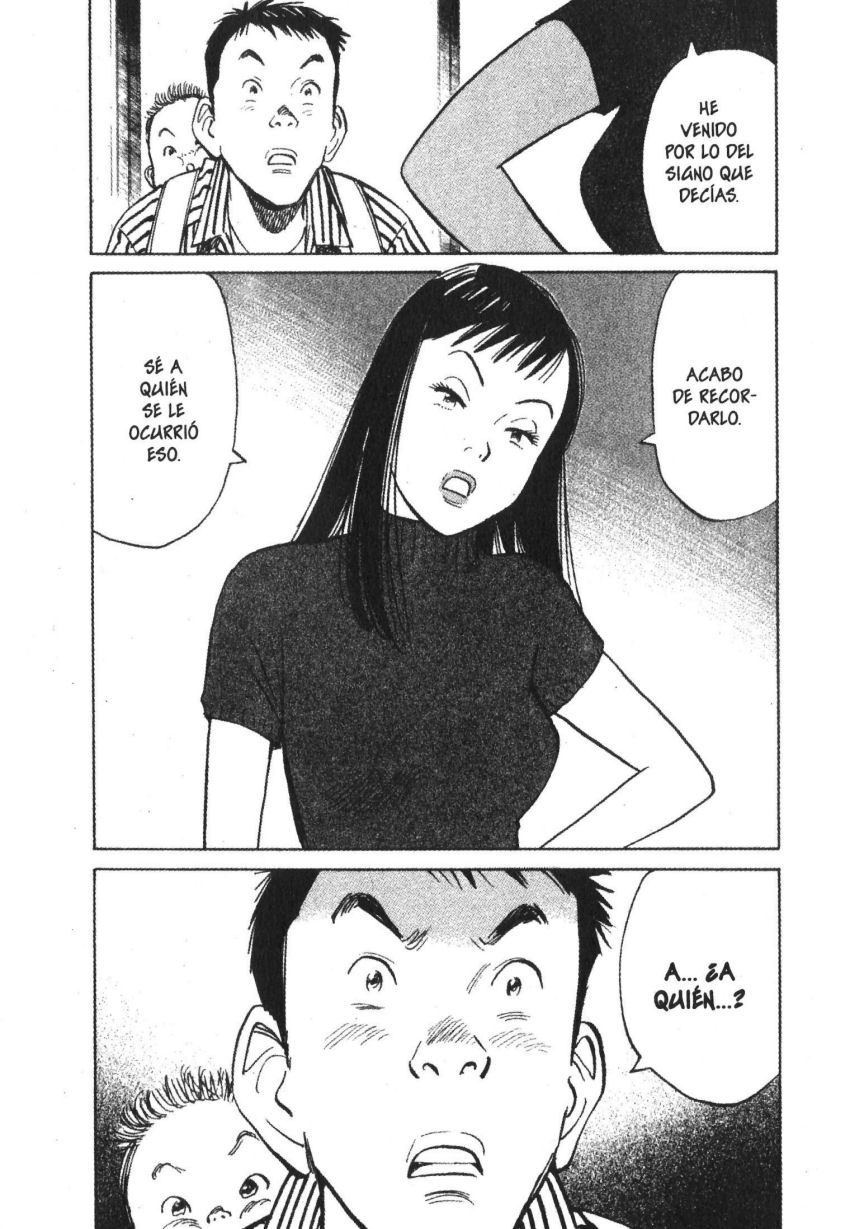 HE
VENIDO
POR LO DEL
SIGNO QUE
DECÍAS.
ACABO
DE RECOR-
DARLO.
SÉ A
QUIÉN
SE LE
OCURRIÓ
ESO.
A... ¿A
QUIÉN...?